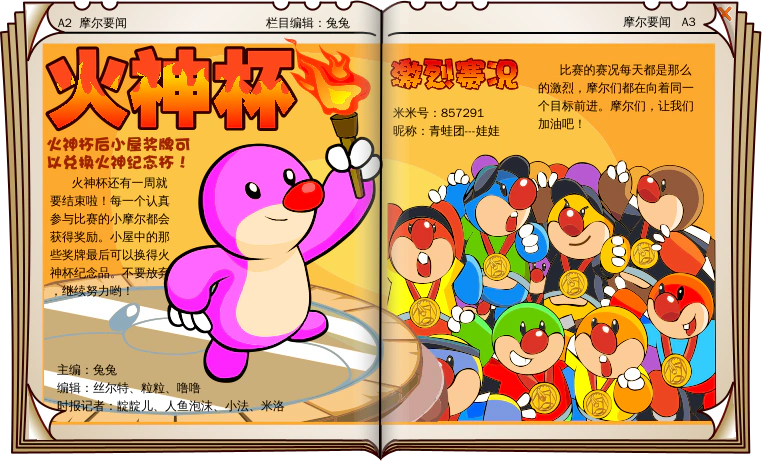 A2 摩尔要闻
栏目编辑：兔兔
火神杯
火神杯后小屋奖牌可
以兑换火神纪念杯！
火神杯还有一周就
要结束啦！每一个认真
参与比赛的小摩尔都会
获得奖励。小屋中的那
些奖牌最后可以换得火
神杯纪念品。不要放弃
，继续努力哟！
主编：兔兔
编辑：丝尔特、粒粒、噜噜
时报记者：靛靛儿、人鱼泡沫、小法、米洛
摩尔要闻 A3
激烈赛况
米米号：857291
昵称：青蛙团---娃娃
比赛的赛况每天都是那么
的激烈，摩尔们都在向着同一
个目标前进。摩尔们，让我们
加油吧！